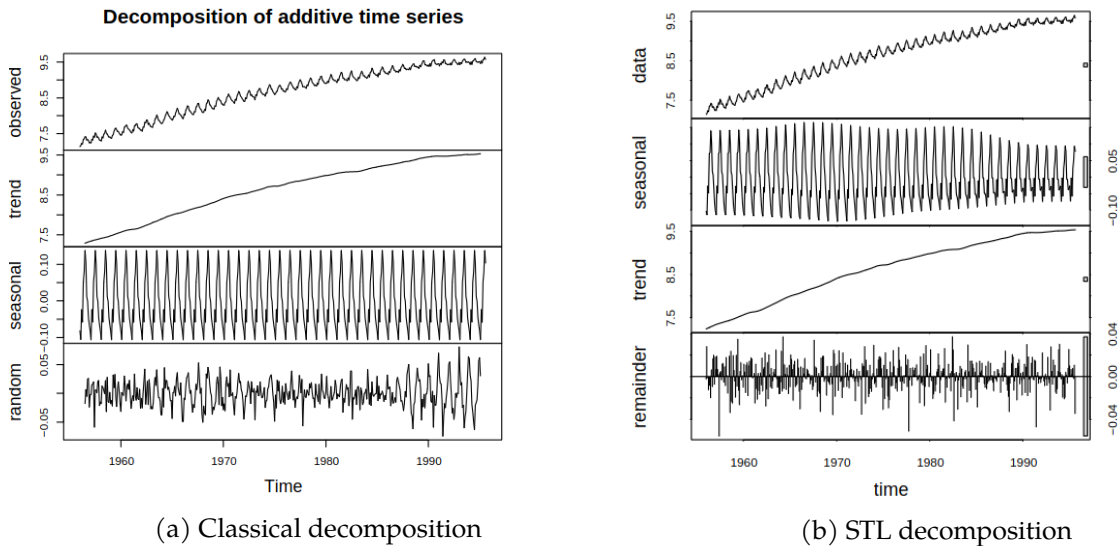 Decomposition of additive time series
observed
7.5 8.5 9.5
trend
7.5 8.5 9.5
seasonal
−0.10 0.00 0.10
random
−0.05 0.05
1960 1970 1980 1990
Time
(a) Classical decomposition
data
7.5 8.5 9.5
seasonal
−0.10 0.05
trend
7.5 8.5 9.5
remainder
−0.04 0.00 0.04
1960 1970 1980 1990
time
(b) STL decomposition